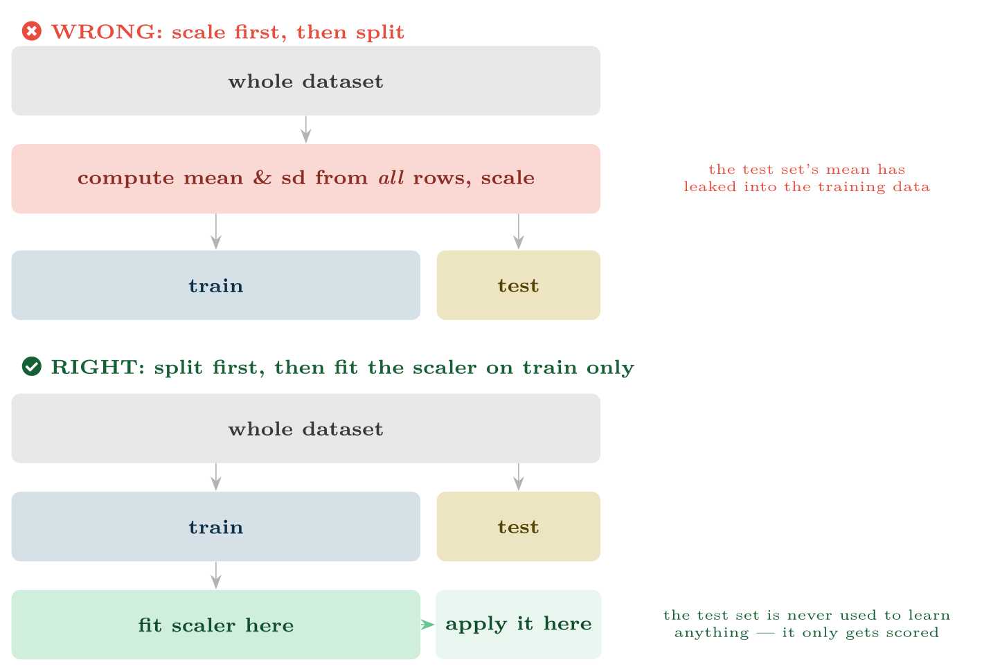 WRONG: scale first, then split
whole dataset
compute mean & sd from all rows, scale
the test set’s mean has
leaked into the training data
train
test
RIGHT: split first, then fit the scaler on train only
whole dataset
train
test
fit scaler here
apply it here
the test set is never used to learn
anything — it only gets scored